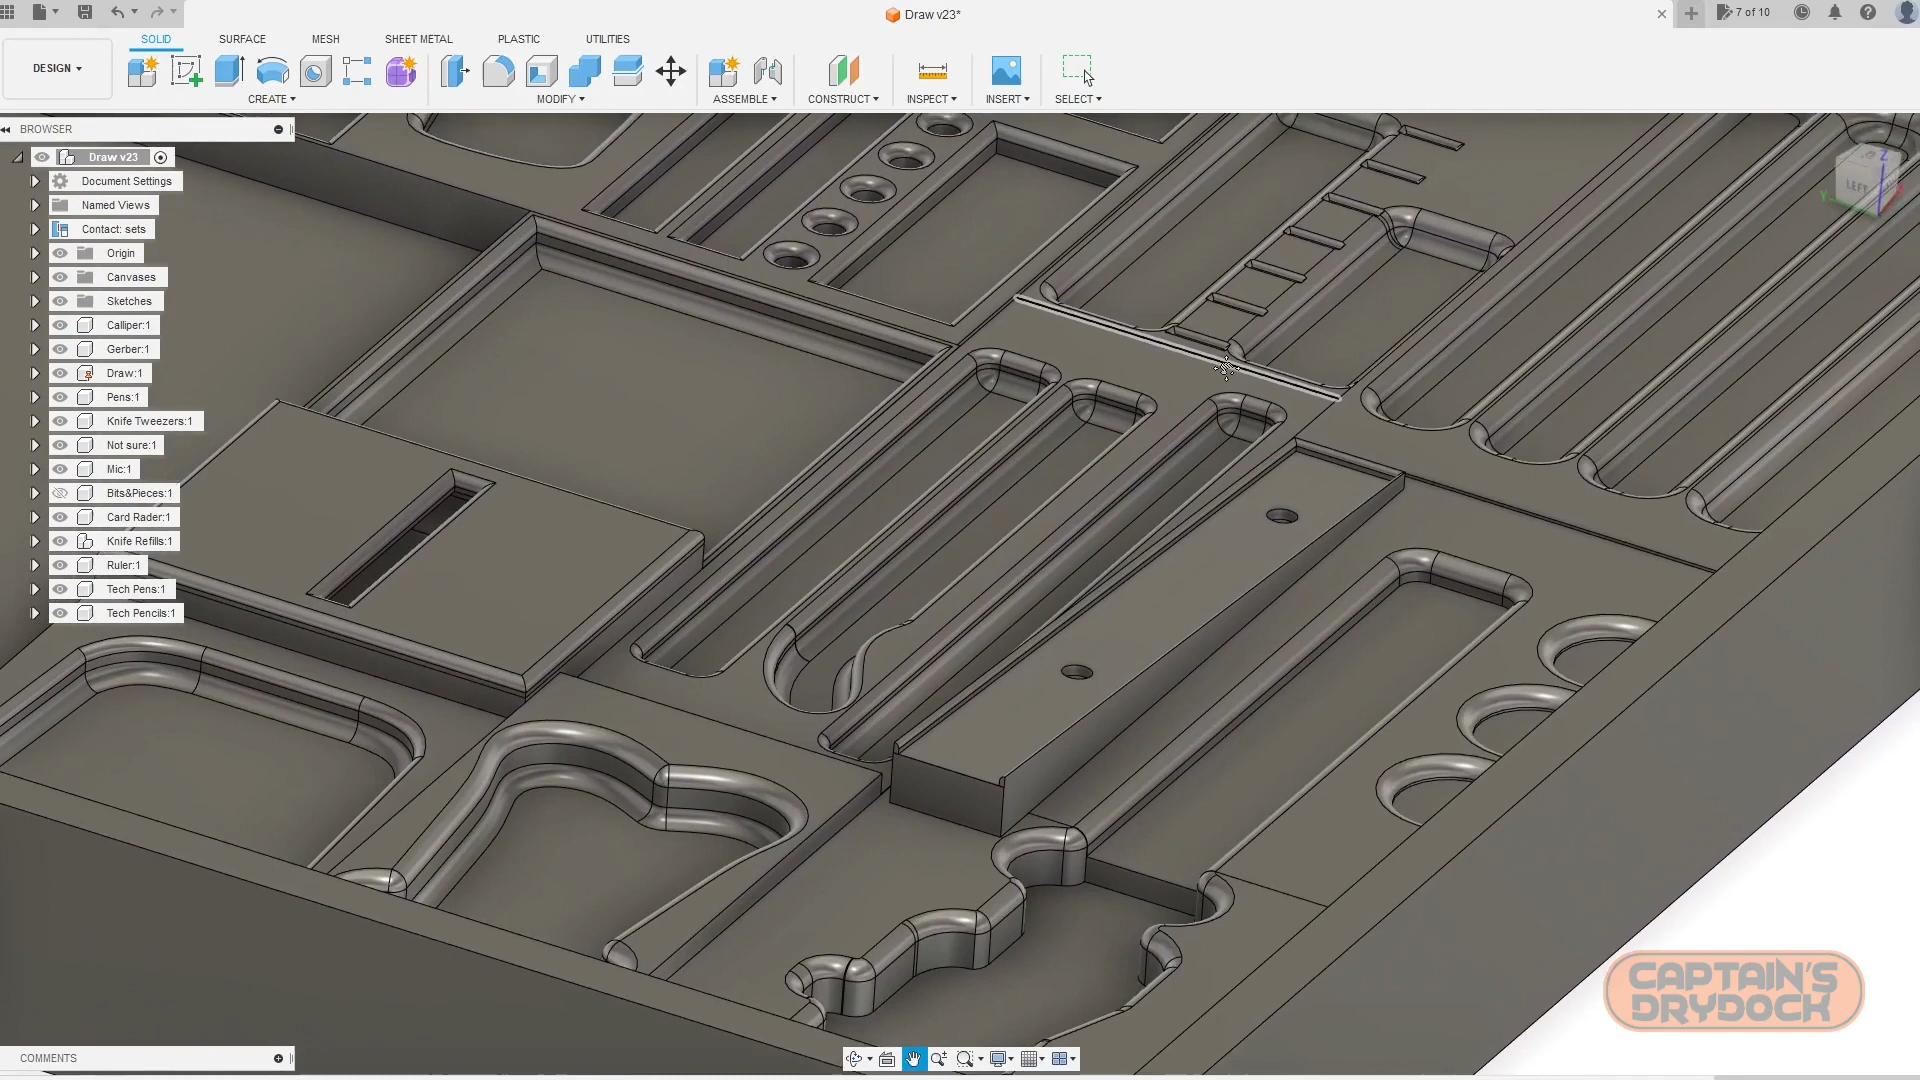 Draw v23*
7 of 10
SOLID SURFACE MESH SHEET METAL PLASTIC UTILITIES
DESIGN
CREATE MODIFY ASSEMBLE CONSTRUCT INSPECT INSERT SELECT
BROWSER
Draw v23
Document Settings
Named Views
Contact: sets
Origin
Canvases
Sketches
Calliper:1
Gerber:1
Draw:1
Pens:1
Knife Tweezers:1
Not sure:1
Mic:1
Bits&Pieces:1
Card Rader:1
Knife Refills:1
Ruler:1
Tech Pens:1
Tech Pencils:1
Z
LEFT
Y
CAPTAIN'S
DRYDOCK
COMMENTS